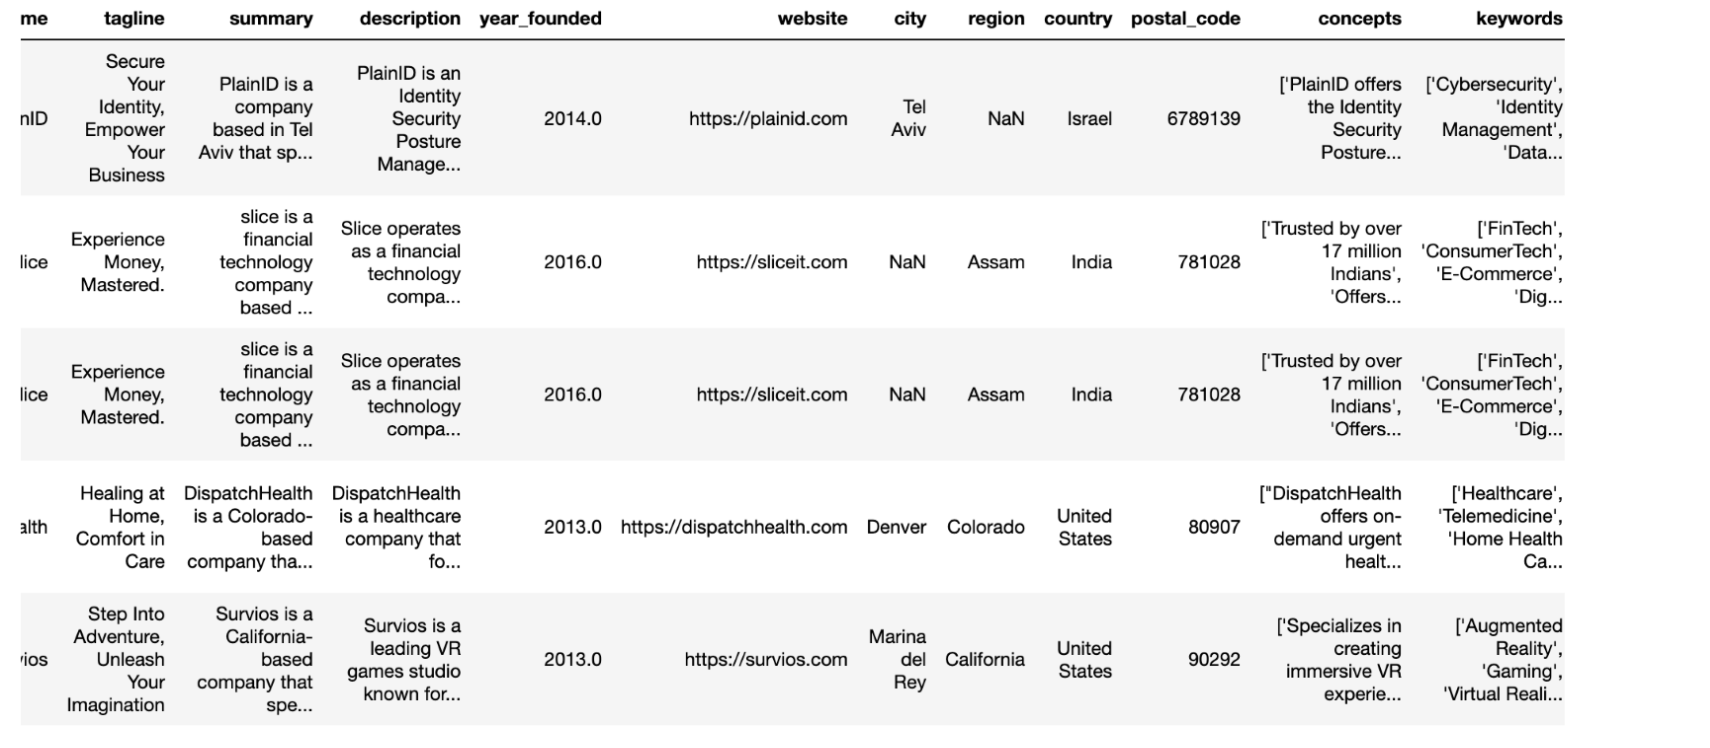 me tagline summary description year_founded website city region country postal_code concepts keywords
nID
Secure
Your
Identity,
Empower
Your
Business
PlainID is a
company
based in Tel
Aviv that sp...
PlainID is an
Identity
Security
Posture
Manage...
2014.0
https://plainid.com
Tel
Aviv
NaN
Israel
6789139
['PlainID offers
the Identity
Security
Posture...
['Cybersecurity',
'Identity
Management',
'Data...
lice
Experience
Money,
Mastered.
slice is a
financial
technology
company
based ...
Slice operates
as a financial
technology
compa...
2016.0
https://sliceit.com
NaN
Assam
India
781028
['Trusted by over
17 million
Indians',
'Offers...
['FinTech',
'ConsumerTech',
'E-Commerce',
'Dig...
lice
Experience
Money,
Mastered.
slice is a
financial
technology
company
based ...
Slice operates
as a financial
technology
compa...
2016.0
https://sliceit.com
NaN
Assam
India
781028
['Trusted by over
17 million
Indians',
'Offers...
['FinTech',
'ConsumerTech',
'E-Commerce',
'Dig...
alth
Healing at
Home,
Comfort in
Care
DispatchHealth
is a Colorado-
based
company tha...
DispatchHealth
is a healthcare
company that
fo...
2013.0
https://dispatchhealth.com
Denver
Colorado
United
States
80907
["DispatchHealth
offers on-
demand urgent
healt...
['Healthcare',
'Telemedicine',
'Home Health
Ca...
vios
Step Into
Adventure,
Unleash
Your
Imagination
Survios is a
California-
based
company that
spe...
Survios is a
leading VR
games studio
known for...
2013.0
https://survios.com
Marina
del
Rey
California
United
States
90292
['Specializes in
creating
immersive VR
experie...
['Augmented
Reality',
'Gaming',
'Virtual Reali...